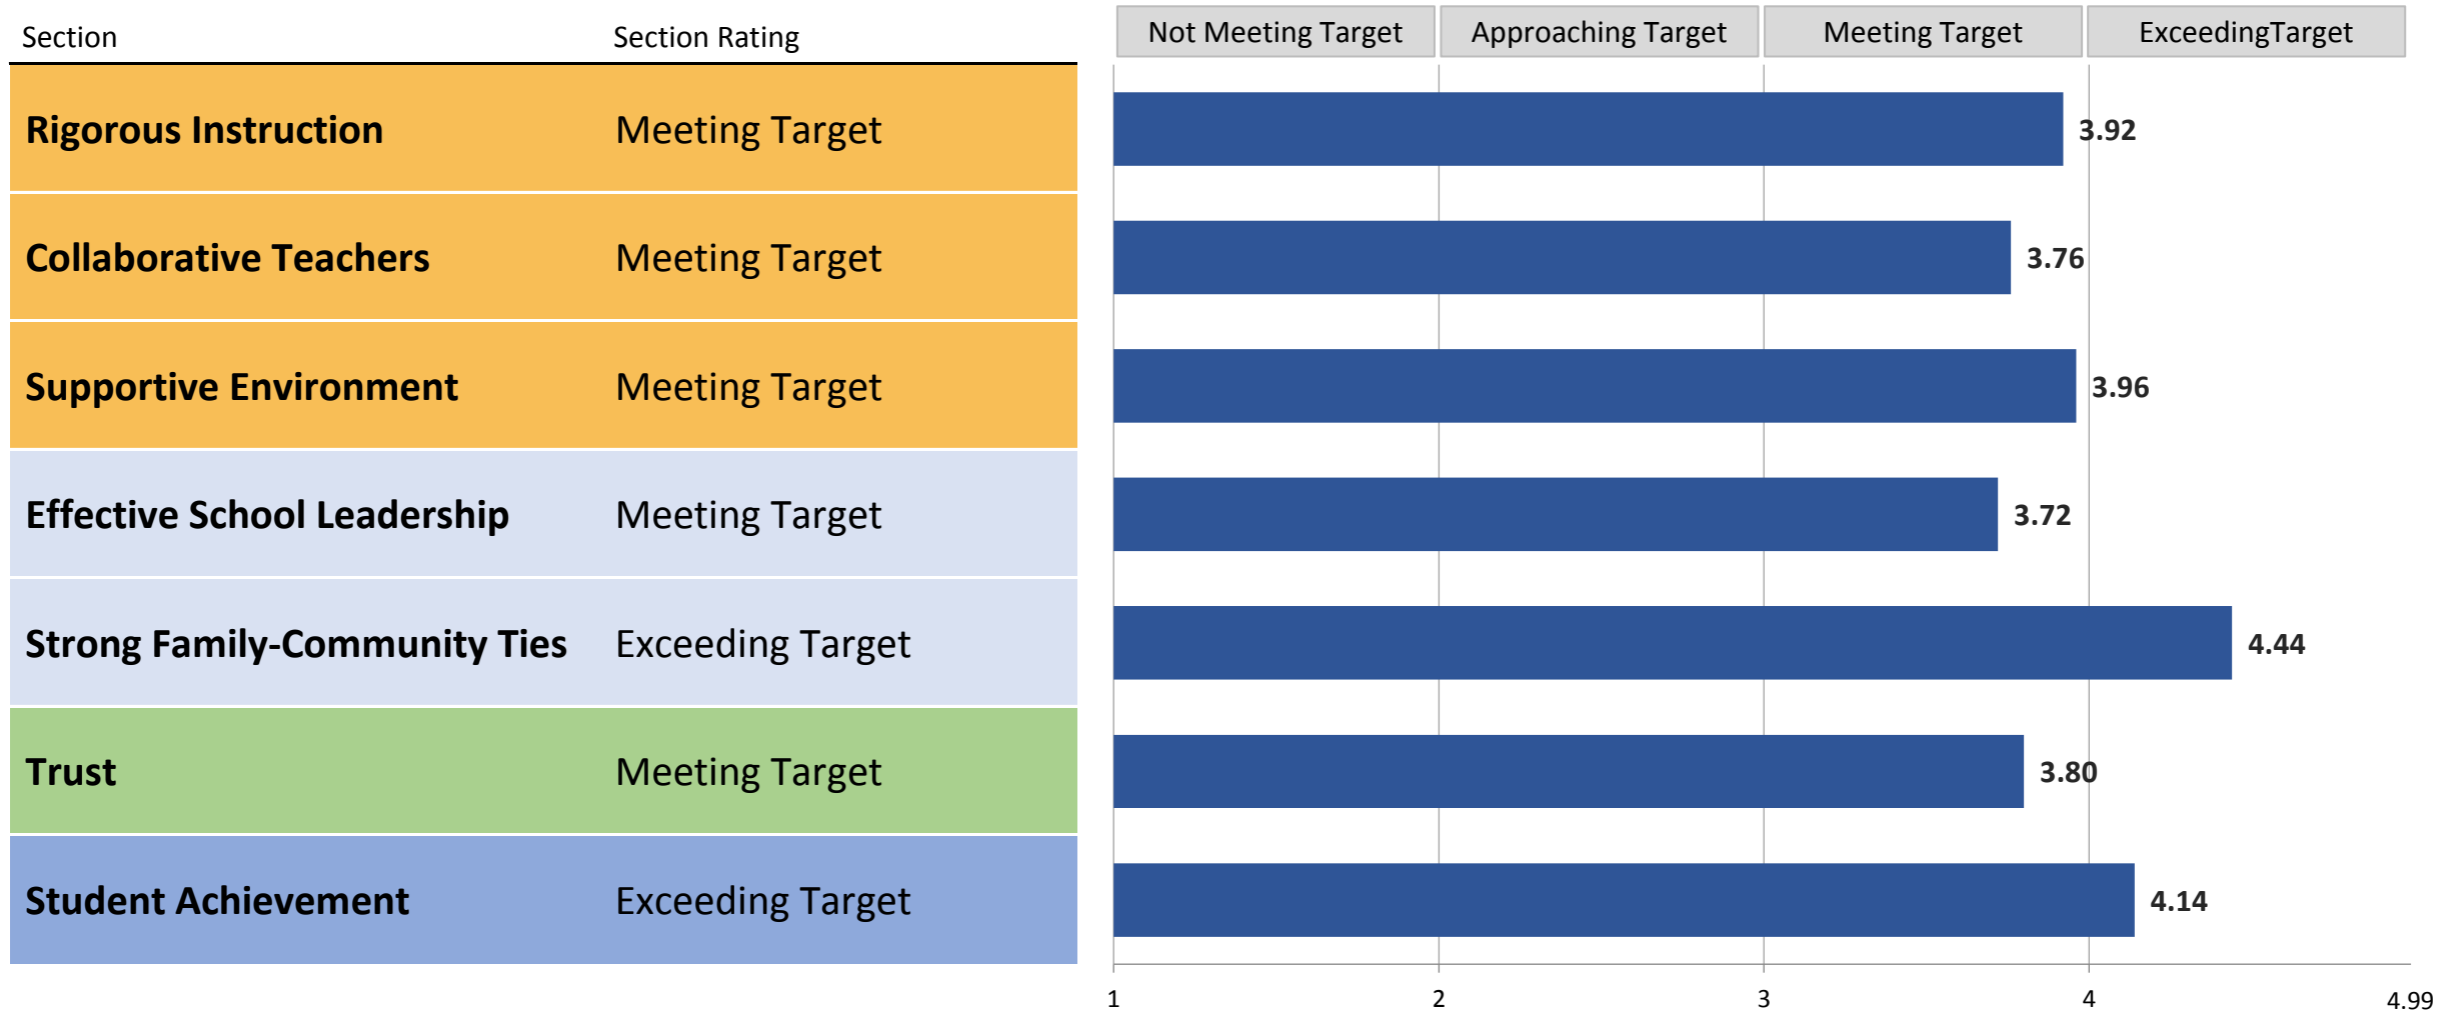 Section Section Rating Not Meeting Target Approaching Target Meeting Target ExceedingTarget
Rigorous Instruction Meeting Target 3.92
Collaborative Teachers Meeting Target 3.76
Supportive Environment Meeting Target 3.96
Effective School Leadership Meeting Target 3.72
Strong Family-Community Ties Exceeding Target 4.44
Trust Meeting Target 3.80
Student Achievement Exceeding Target 4.14
1 2 3 4 4.99